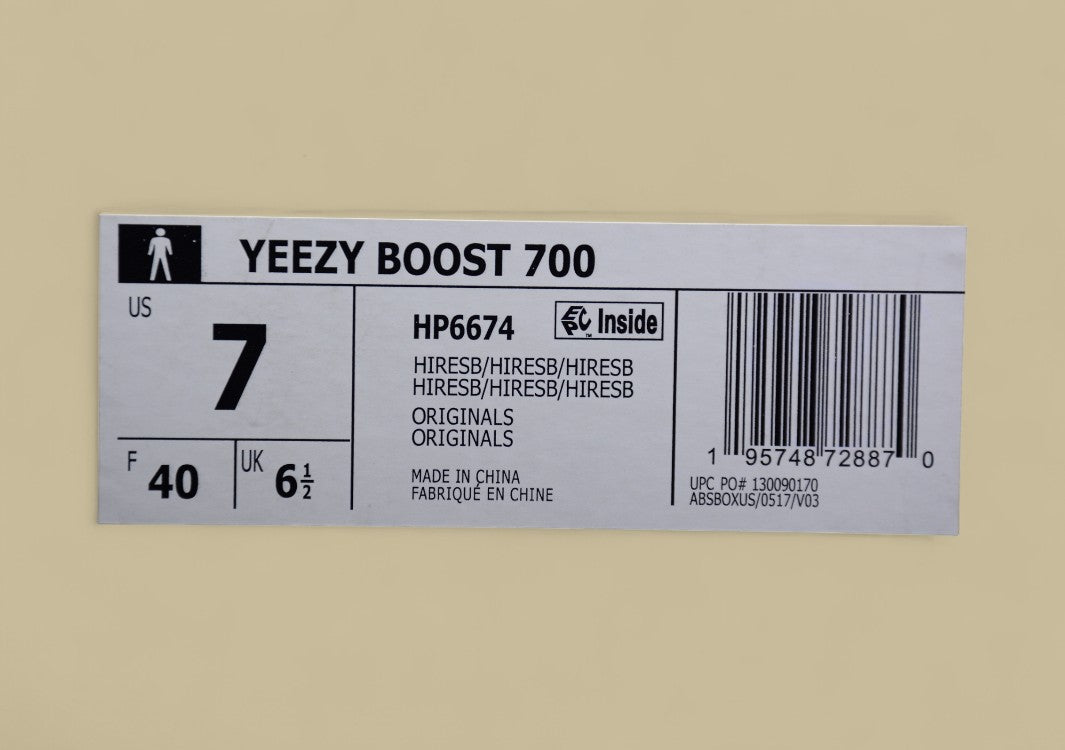 YEEZY BOOST 700
US
7
F 40
UK 6½
HP6674
EPC™ Inside
HIRESB/HIRESB/HIRESB
HIRESB/HIRESB/HIRESB
ORIGINALS
ORIGINALS
MADE IN CHINA
FABRIQUÉ EN CHINE
1 95748 72887 0
UPC PO# 130090170
ABSBOXUS/0517/V03